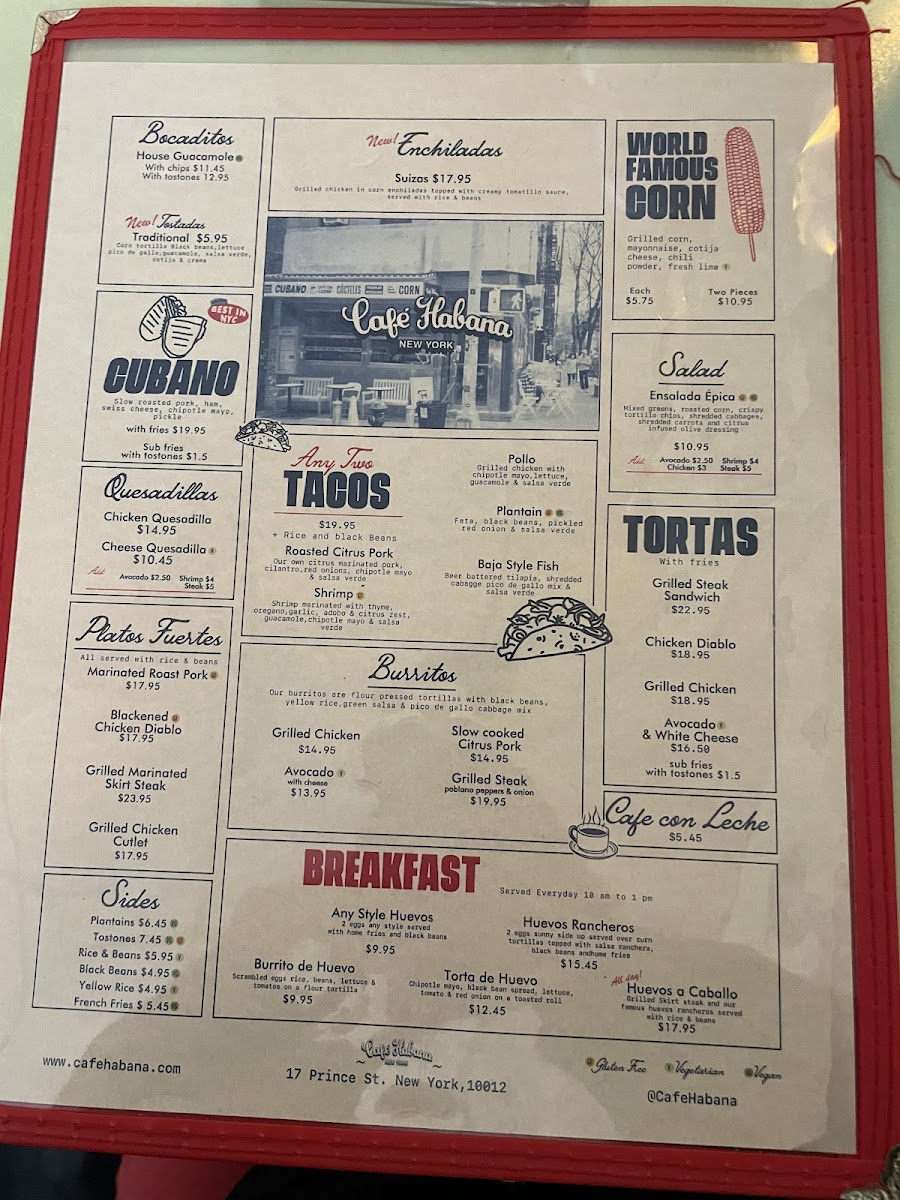 Bocaditos
House Guacamole
With chips $11.45
With tostones 12.95
New! Tostadas
Traditional $5.95
Corn tortilla Black beans,lettuce
pico de gallo,guacamole, salsa verde,
cotija & crema
BEST IN
NYC
CUBANO
Slow roasted pork, ham,
swiss cheese, chipotle mayo,
pickle
with fries $19.95
Sub fries
with tostones $1.5
Quesadillas
Chicken Quesadilla
$14.95
Cheese Quesadilla
$10.45
Add
Avocado $2.50 Shrimp $4
Steak $5
Platos Fuertes
All served with rice & beans
Marinated Roast Pork
$17.95
Blackened
Chicken Diablo
$17.95
Grilled Marinated
Skirt Steak
$23.95
Grilled Chicken
Cutlet
$17.95
Sides
Plantains $6.45
Tostones 7.45
Rice & Beans $5.95
Black Beans $4.95
Yellow Rice $4.95
French Fries $ 5.45
New! Enchiladas
Suizas $17.95
Grilled chicken in corn enchiladas topped with creamy tomatillo sauce,
served with rice & beans
CUBANO COCTELES CORN
Café Habana
NEW YORK
Any Two
TACOS
$19.95
+ Rice and black Beans
Roasted Citrus Pork
Our own citrus marinated pork,
cilantro,red onions, chipotle mayo
& salsa verde
Shrimp
Shrimp marinated with thyme,
oregano,garlic, adobo & citrus zest,
guacamole,chipotle mayo & salsa
verde
Pollo
Grilled chicken with
chipotle mayo,lettuce,
guacamole & salsa verde
Plantain
Feta, black beans, pickled
red onion & salsa verde
Baja Style Fish
Beer battered tilapia, shredded
cabagge pico de gallo mix &
salsa verde
Burritos
Our burritos are flour pressed tortillas with black beans,
yellow rice,green salsa & pico de gallo cabbage mix
Grilled Chicken
$14.95
Avocado
with cheese
$13.95
Slow cooked
Citrus Pork
$14.95
Grilled Steak
poblano peppers & onion
$19.95
WORLD
FAMOUS
CORN
Grilled corn,
mayonnaise, cotija
cheese, chili
powder, fresh lime
Each
$5.75
Two Pieces
$10.95
Salad
Ensalada Épica
Mixed greens, roasted corn, crispy
tortilla chips, shredded cabbages,
shredded carrots and citrus
infused olive dressing
$10.95
Add Avocado $2.50 Shrimp $4
Chicken $3 Steak $5
TORTAS
With fries
Grilled Steak
Sandwich
$22.95
Chicken Diablo
$18.95
Grilled Chicken
$18.95
Avocado
& White Cheese
$16.50
sub fries
with tostones $1.5
Cafe con Leche
$5.45
BREAKFAST
Served Everyday 10 am to 1 pm
Any Style Huevos
2 eggs any style served
with home fries and black beans
$9.95
Huevos Rancheros
2 eggs sunny side up served over corn
tortillas topped with salsa ranchera,
black beans andhome fries
$15.45
Burrito de Huevo
Scrambled eggs rice, beans, lettuce &
tomatoes on a flour tortilla
$9.95
Torta de Huevo
Chipotle mayo, black bean spread, lettuce,
tomato & red onion on a toasted roll
$12.45
All day!
Huevos a Caballo
Grilled Skirt steak and our
famous huevos rancheros served
with rice & beans
$17.95
www.cafehabana.com
Café Habana
NEW YORK
17 Prince St. New York,10012
Gluten Free Vegetarian Vegan
@CafeHabana